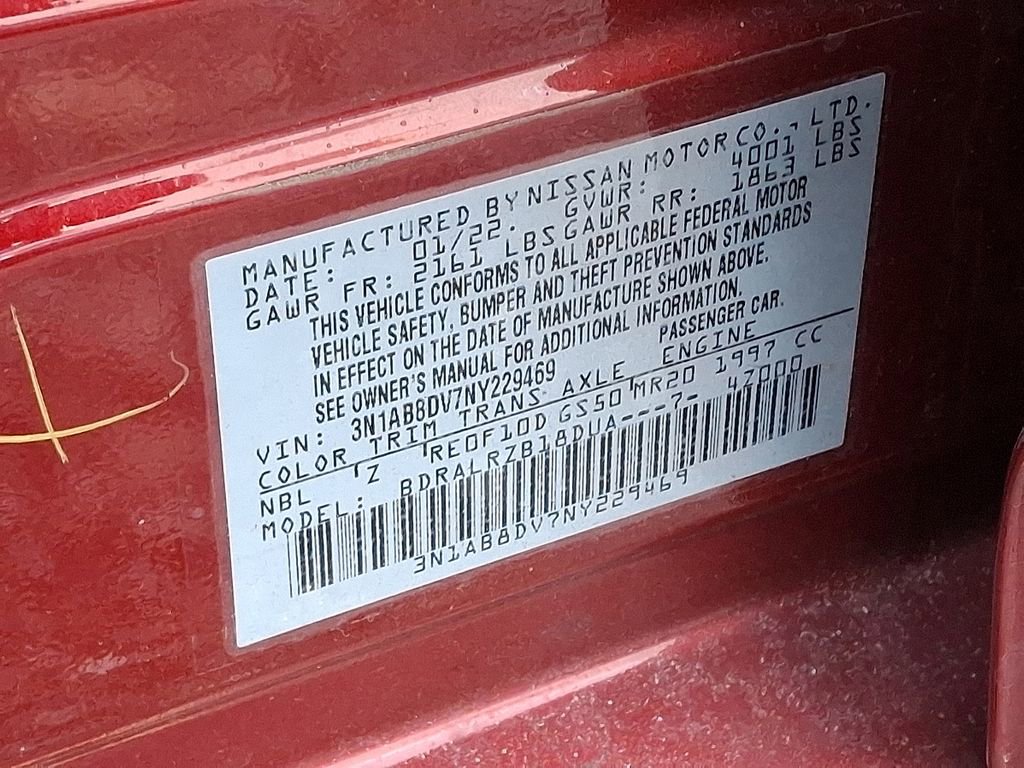 MANUFACTURED BY NISSAN MOTOR CO., LTD.
DATE: 01/22. GVWR: 4001 LBS
GAWR FR: 2161 LBS GAWR RR: 1863 LBS
THIS VEHICLE CONFORMS TO ALL APPLICABLE FEDERAL MOTOR
VEHICLE SAFETY, BUMPER AND THEFT PREVENTION STANDARDS
IN EFFECT ON THE DATE OF MANUFACTURE SHOWN ABOVE.
SEE OWNER'S MANUAL FOR ADDITIONAL INFORMATION.
VIN: 3N1AB8DV7NY229469 PASSENGER CAR.
COLOR TRIM TRANS AXLE ENGINE
NBL Z RE0F10D GS50 MR20 1997 CC
MODEL: BDRALRZB18DUA---7- 47000
3N1AB8DV7NY229469